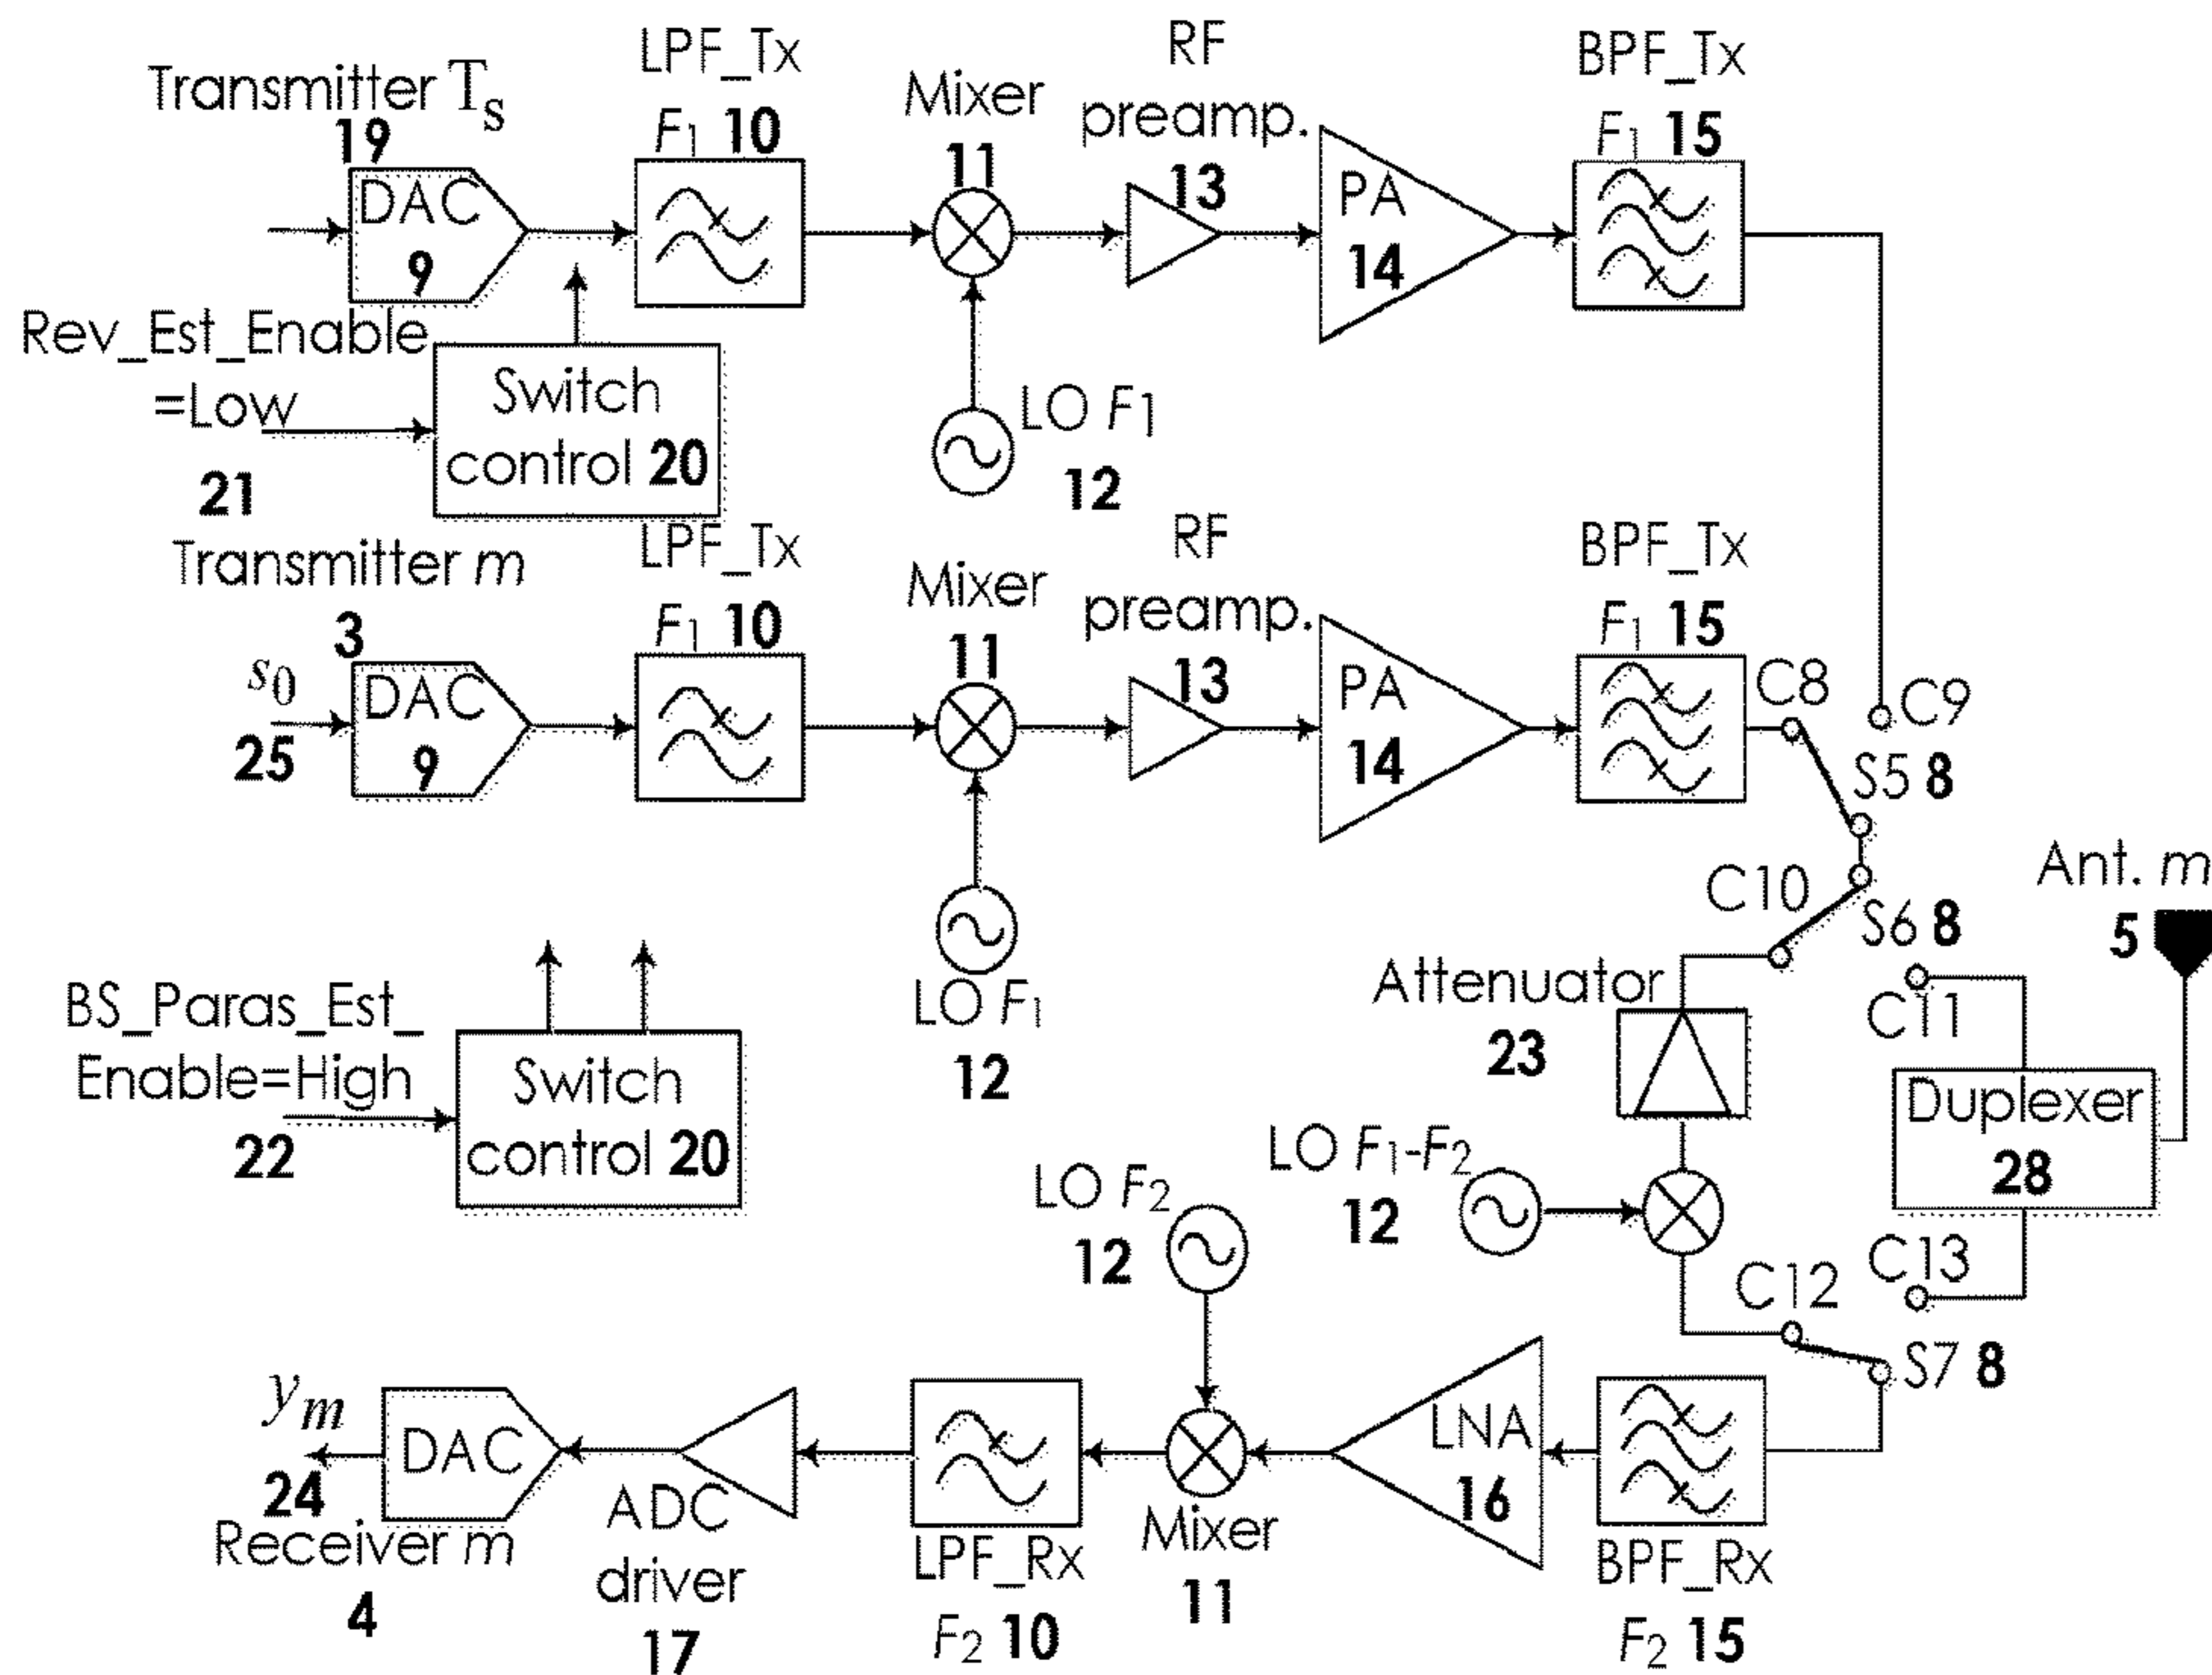 Transmitter Ts
19
DAC
9
LPF_Tx
F1 10
Mixer
11
RF
preamp.
13
PA
14
BPF_Tx
F1 15
Rev_Est_Enable
=Low
21
Switch
control 20
LO F1
12
Transmitter m
3
s0
25
DAC
9
LPF_Tx
F1 10
Mixer
11
RF
preamp.
13
PA
14
BPF_Tx
F1 15
C8
C9
S5 8
C10
S6 8
Ant. m
5
LO F1
12
BS_Paras_Est_
Enable=High
22
Switch
control 20
Attenuator
23
C11
Duplexer
28
LO F2
12
LO F1-F2
12
C12
C13
S7 8
ym
24
DAC
Receiver m
4
ADC
driver
17
LPF_Rx
F2 10
Mixer
11
LNA
16
BPF_Rx
F2 15